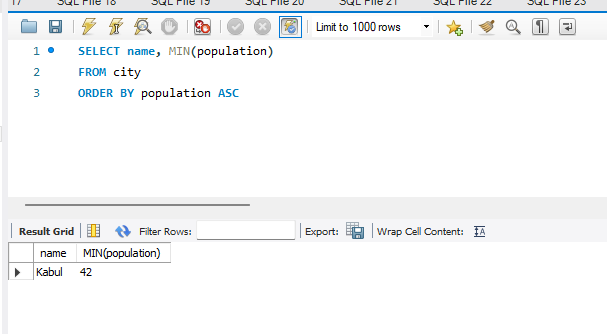 17 SQL File 18 SQL File 19 SQL File 20 SQL File 21 SQL File 22 SQL File 23
Limit to 1000 rows
1 SELECT name, MIN(population)
2 FROM city
3 ORDER BY population ASC
Result Grid Filter Rows: Export: Wrap Cell Content: IA
name MIN(population)
Kabul 42